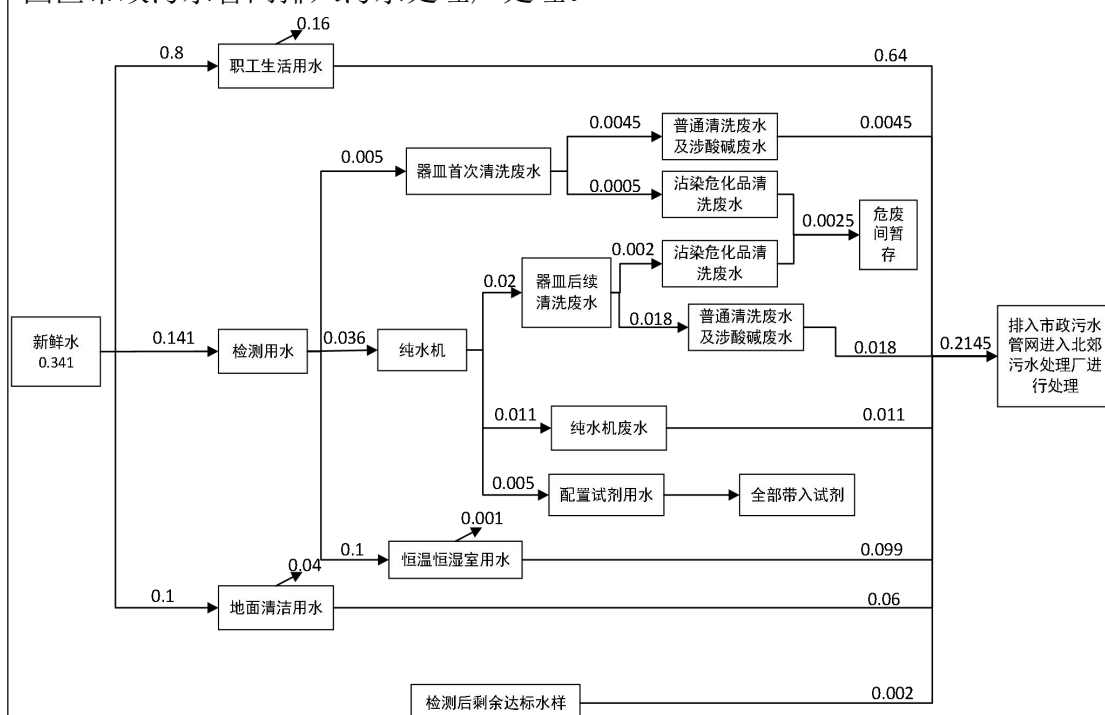 0.16
0.8
职工生活用水
0.64
0.0045
普通清洗废水
及涉酸碱废水
0.0045
0.005
器皿首次清洗废水
0.0005
沾染危化品清
洗废水
0.0025
危废
间暂
存
0.002
沾染危化品清
洗废水
0.02
器皿后续
清洗废水
0.018
普通清洗废水
及涉酸碱废水
0.018
新鲜水
0.341
0.141
检测用水
0.036
纯水机
0.2145
排入市政污水
管网进入北郊
污水处理厂进
行处理
0.011
纯水机废水
0.011
0.005
配置试剂用水
全部带入试剂
0.001
0.1
恒温恒湿室用水
0.099
0.04
0.1
地面清洁用水
0.06
检测后剩余达标水样
0.002